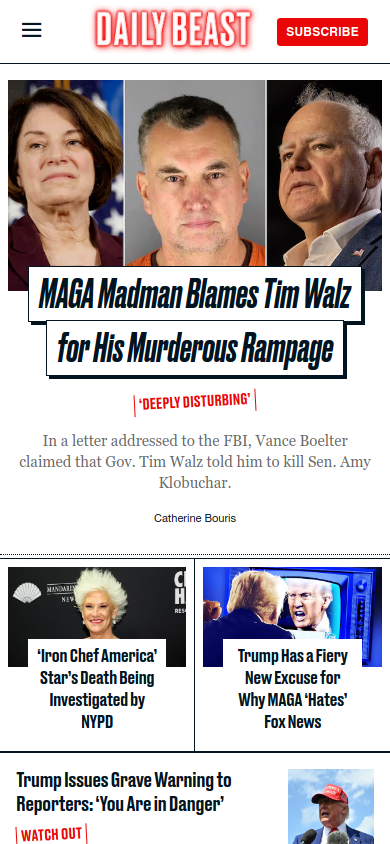 DAILY BEAST
SUBSCRIBE
MAGA Madman Blames Tim Walz
for His Murderous Rampage
‘DEEPLY DISTURBING’
In a letter addressed to the FBI, Vance Boelter
claimed that Gov. Tim Walz told him to kill Sen. Amy
Klobuchar.
Catherine Bouris
MANDARIN
NEW
‘Iron Chef America’
Star’s Death Being
Investigated by
NYPD
Trump Has a Fiery
New Excuse for
Why MAGA ‘Hates’
Fox News
Trump Issues Grave Warning to
Reporters: ‘You Are in Danger’
WATCH OUT